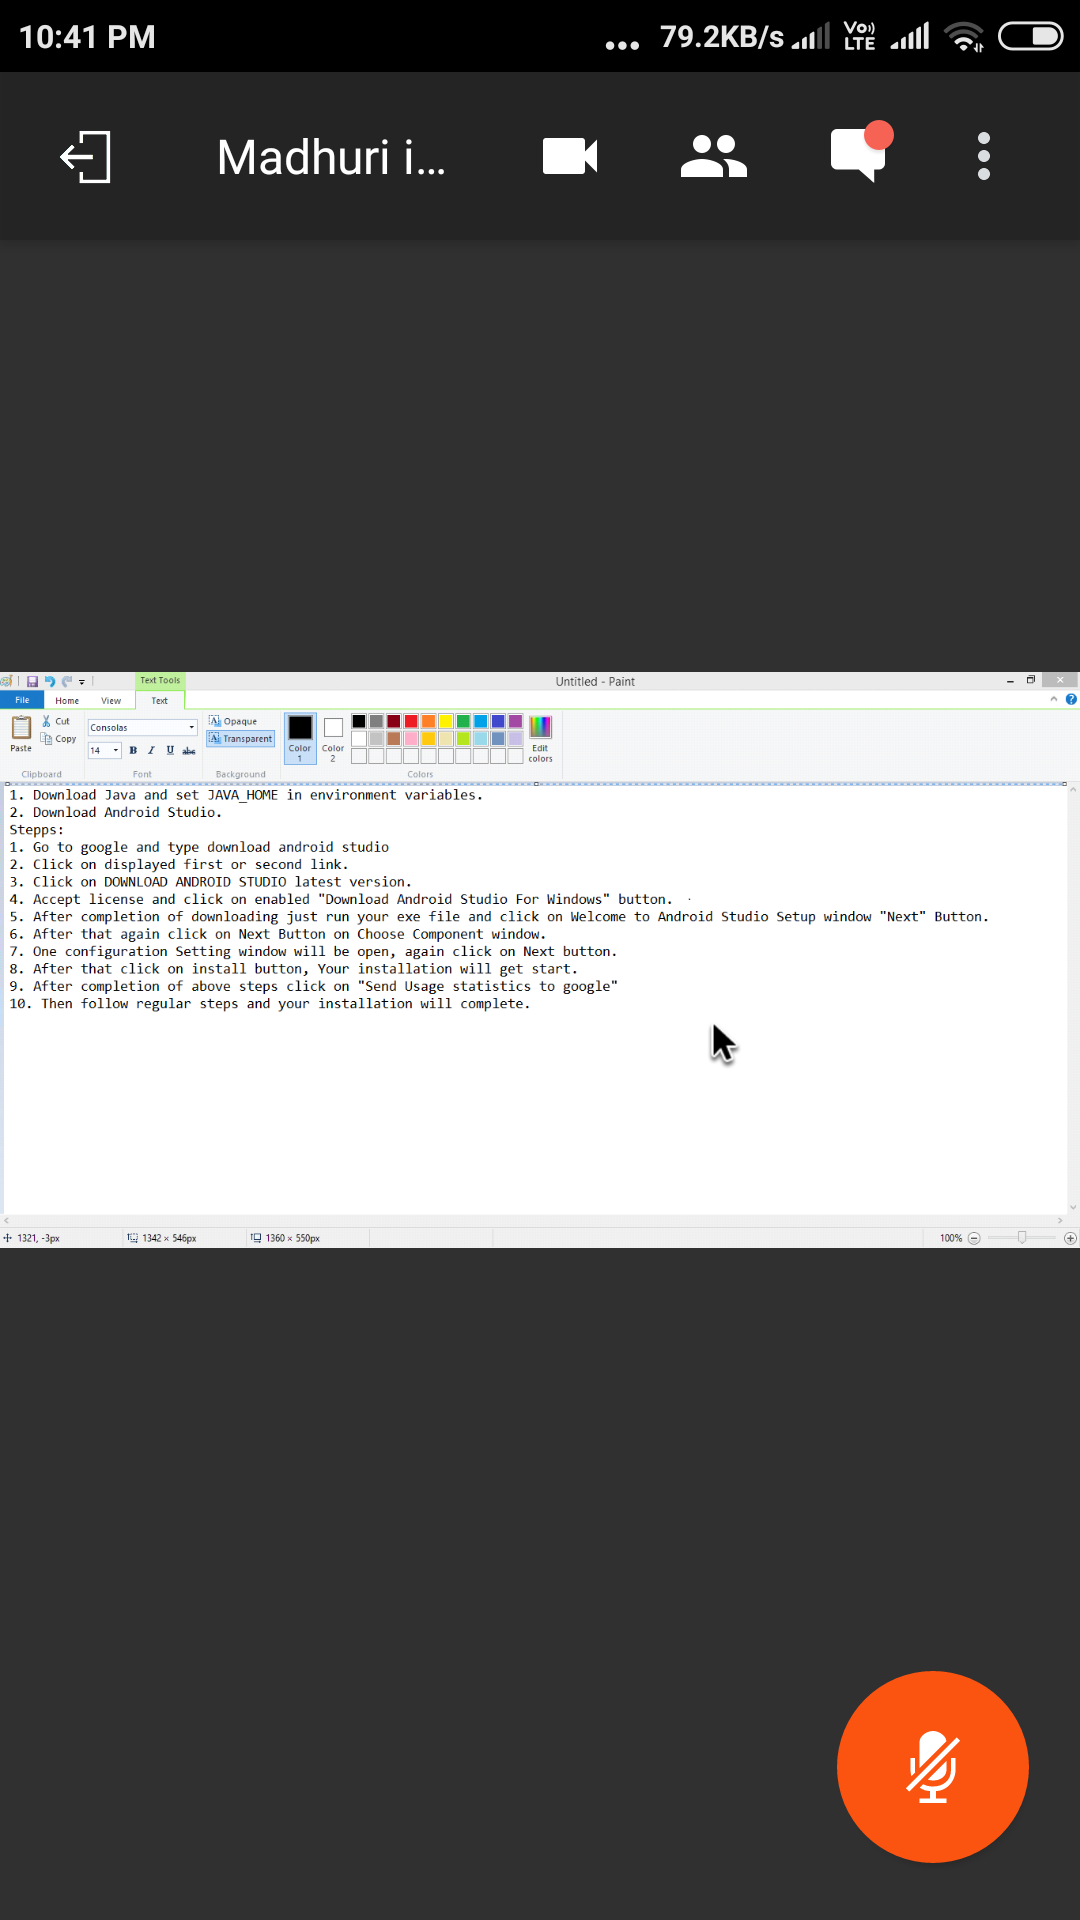 10:41 PM ... 79.2KB/s Vo)) LTE
Madhuri i...
Text Tools Untitled - Paint
File Home View Text
Paste Cut Copy Consolas 14 B I U abc Opaque Transparent Color 1 Color 2 Edit colors
Clipboard Font Background Colors
1. Download Java and set JAVA_HOME in environment variables.
2. Download Android Studio.
Stepps:
1. Go to google and type download android studio
2. Click on displayed first or second link.
3. Click on DOWNLOAD ANDROID STUDIO latest version.
4. Accept license and click on enabled "Download Android Studio For Windows" button.
5. After completion of downloading just run your exe file and click on Welcome to Android Studio Setup window "Next" Button.
6. After that again click on Next Button on Choose Component window.
7. One configuration Setting window will be open, again click on Next button.
8. After that click on install button, Your installation will get start.
9. After completion of above steps click on "Send Usage statistics to google"
10. Then follow regular steps and your installation will complete.
1321, -3px 1342 × 546px 1360 × 550px 100%